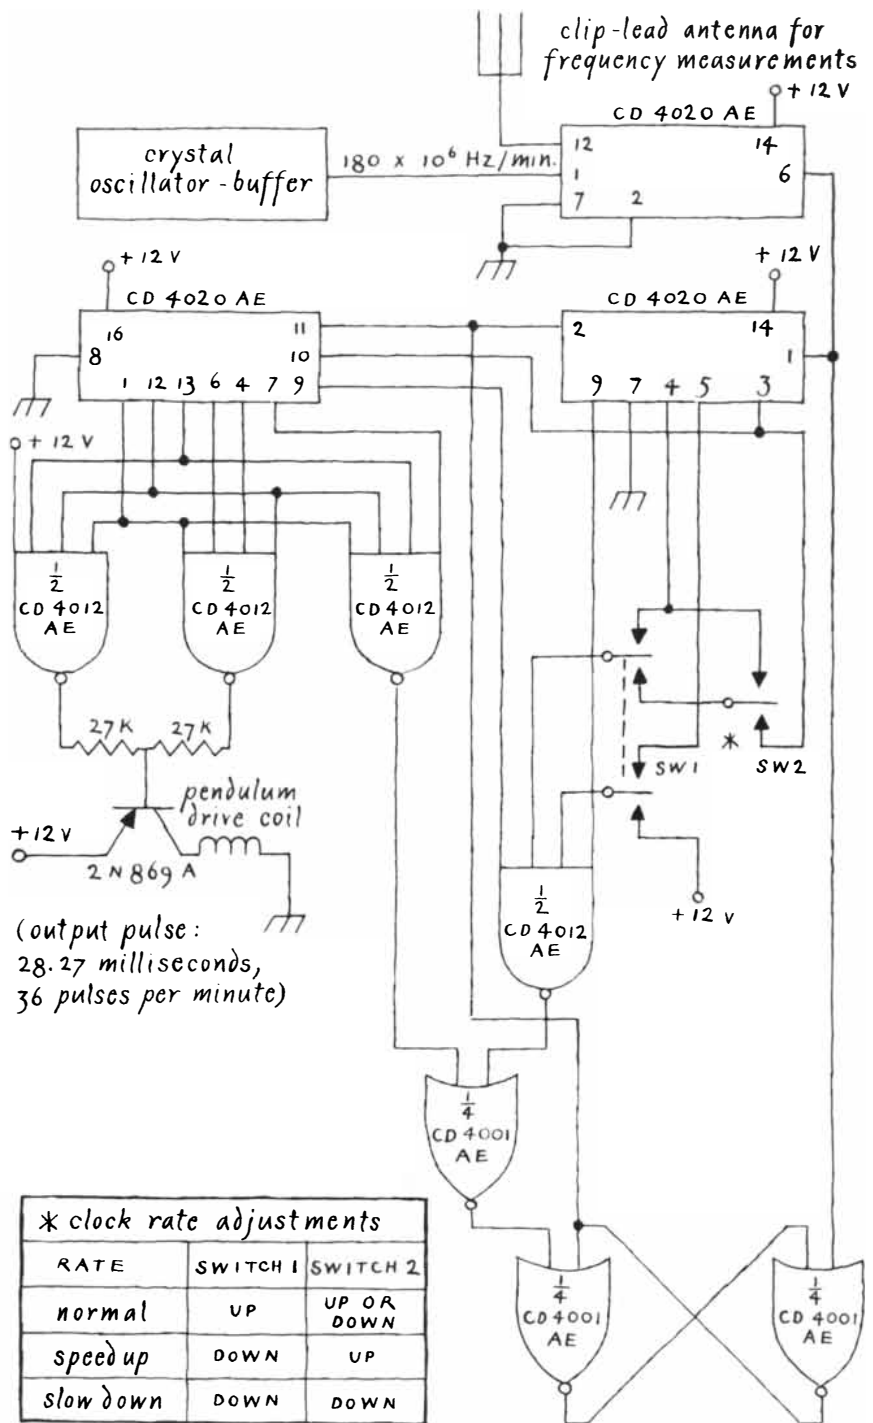 clip-lead antenna for
frequency measurements
+ 12 V
CD 4020 AE
12
14
1
6
7
2
crystal
oscillator-buffer
180 x 10⁶ Hz/min.
+ 12 V
CD 4020 AE
16
11
8
10
1 12 13 6 4 7 9
+ 12 V
CD 4020 AE
2
14
1
9 7 4 5 3
+ 12 V
1/2
CD 4012
AE
1/2
CD 4012
AE
1/2
CD 4012
AE
27K
27K
pendulum
drive coil
+12 V
2N869A
(output pulse:
28.27 milliseconds,
36 pulses per minute)
*
SW1
SW2
+12 V
1/2
CD 4012
AE
1/4
CD 4001
AE
1/4
CD 4001
AE
1/4
CD 4001
AE
* clock rate adjustments
RATE SWITCH 1 SWITCH 2
normal UP UP OR DOWN
speed up DOWN UP
slow down DOWN DOWN